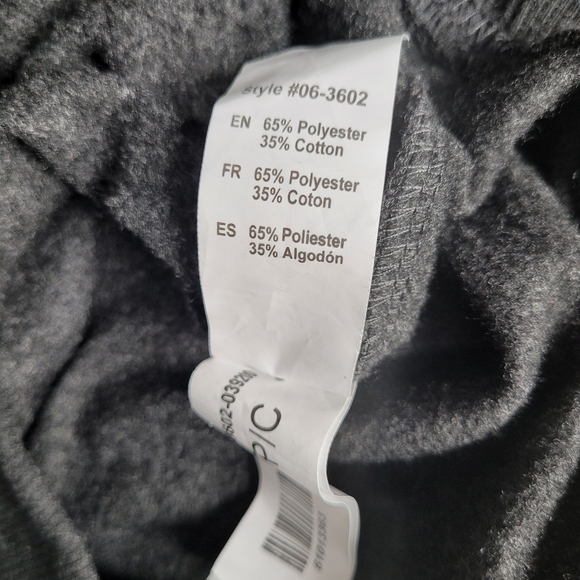 style #06-3602
EN 65% Polyester
35% Cotton
FR 65% Polyester
35% Coton
ES 65% Poliester
35% Algodón
P/C